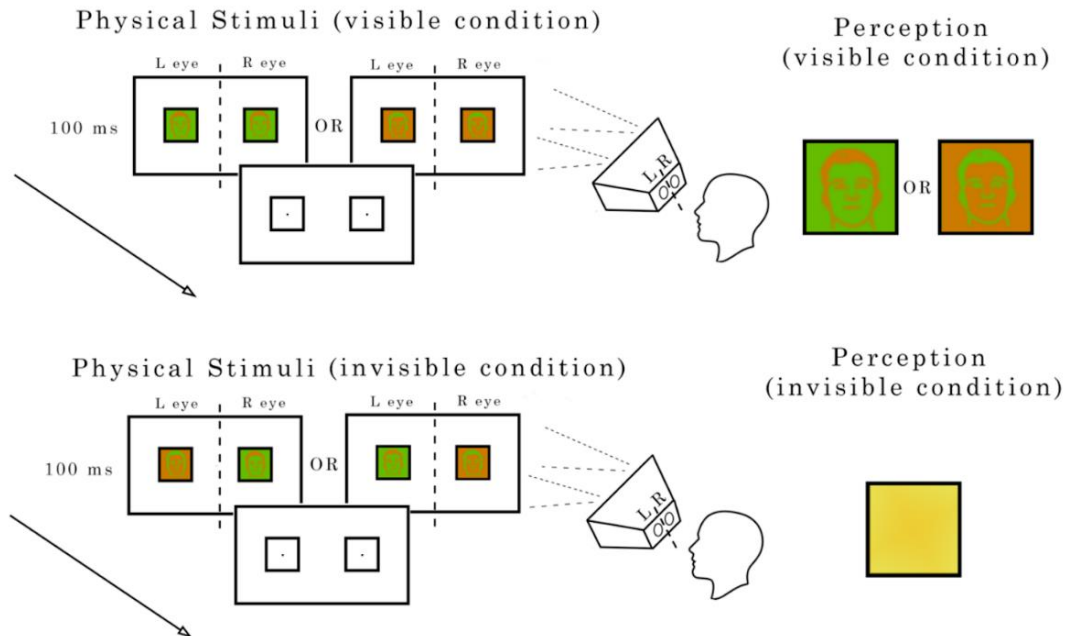 Physical Stimuli (visible condition)
L eye R eye L eye R eye
100 ms
OR
L R
Perception
(visible condition)
OR
Physical Stimuli (invisible condition)
L eye R eye L eye R eye
100 ms
OR
L R
Perception
(invisible condition)